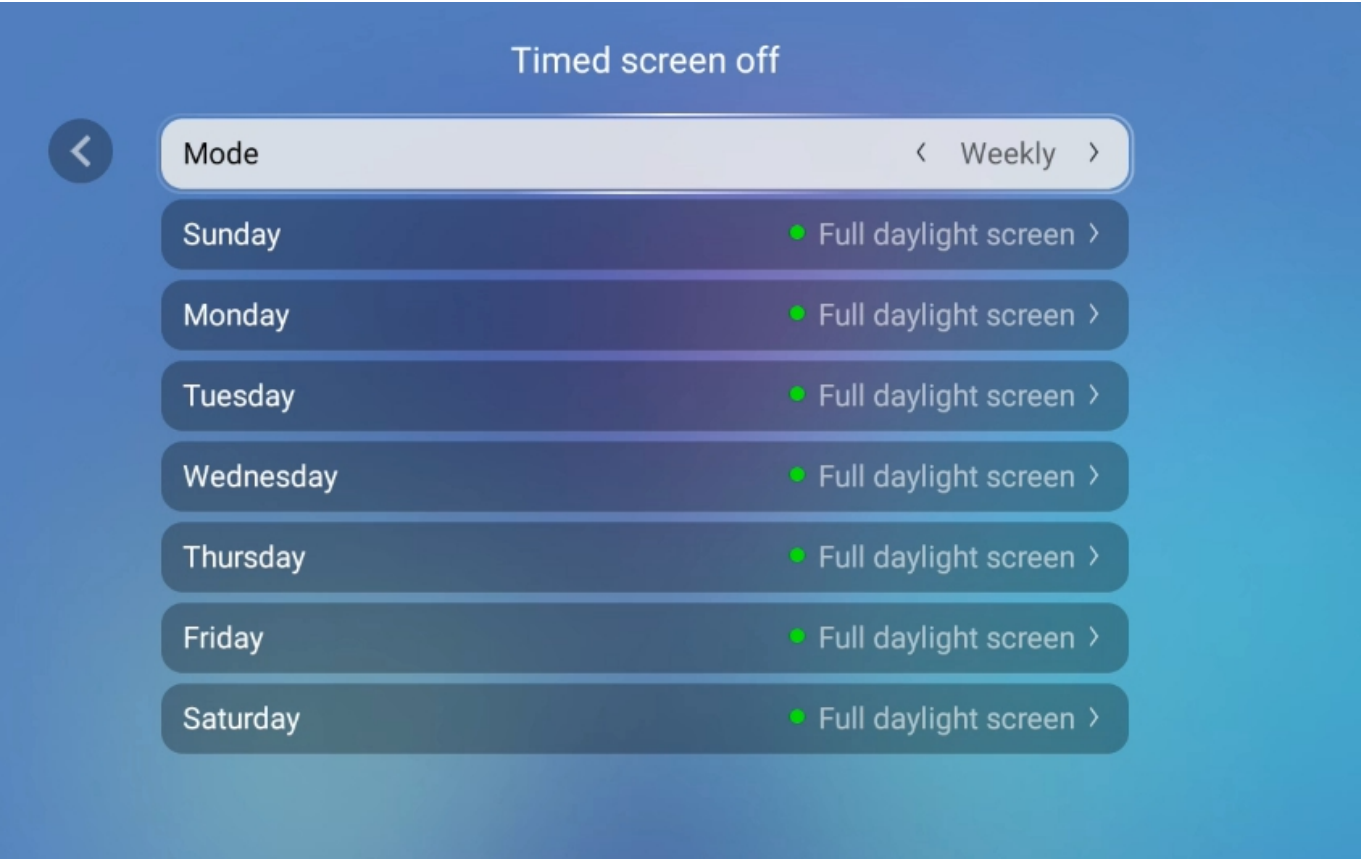 Timed screen off
Mode Weekly
Sunday Full daylight screen
Monday Full daylight screen
Tuesday Full daylight screen
Wednesday Full daylight screen
Thursday Full daylight screen
Friday Full daylight screen
Saturday Full daylight screen